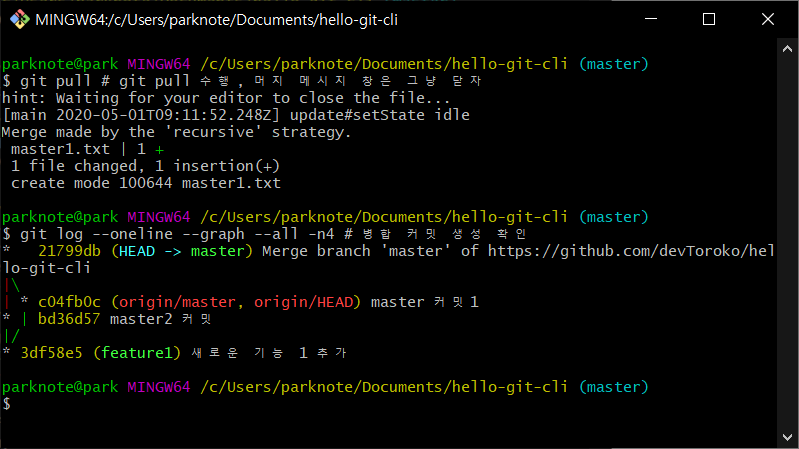 MINGW64:/c/Users/parknote/Documents/hello-git-cli
parknote@park MINGW64 /c/Users/parknote/Documents/hello-git-cli (master)
$ git pull # git pull 수행, 머지 메시지 창은 그냥 닫자
hint: Waiting for your editor to close the file...
[main 2020-05-01T09:11:52.248Z] update#setState idle
Merge made by the 'recursive' strategy.
 master1.txt | 1 +
 1 file changed, 1 insertion(+)
 create mode 100644 master1.txt
parknote@park MINGW64 /c/Users/parknote/Documents/hello-git-cli (master)
$ git log --oneline --graph --all -n4 # 병합 커밋 생성 확인
*   21799db (HEAD -> master) Merge branch 'master' of https://github.com/devToroko/hel
lo-git-cli
|\
| * c04fb0c (origin/master, origin/HEAD) master 커밋1
* | bd36d57 master2 커밋
|/
* 3df58e5 (feature1) 새로운 기능 1 추가
parknote@park MINGW64 /c/Users/parknote/Documents/hello-git-cli (master)
$